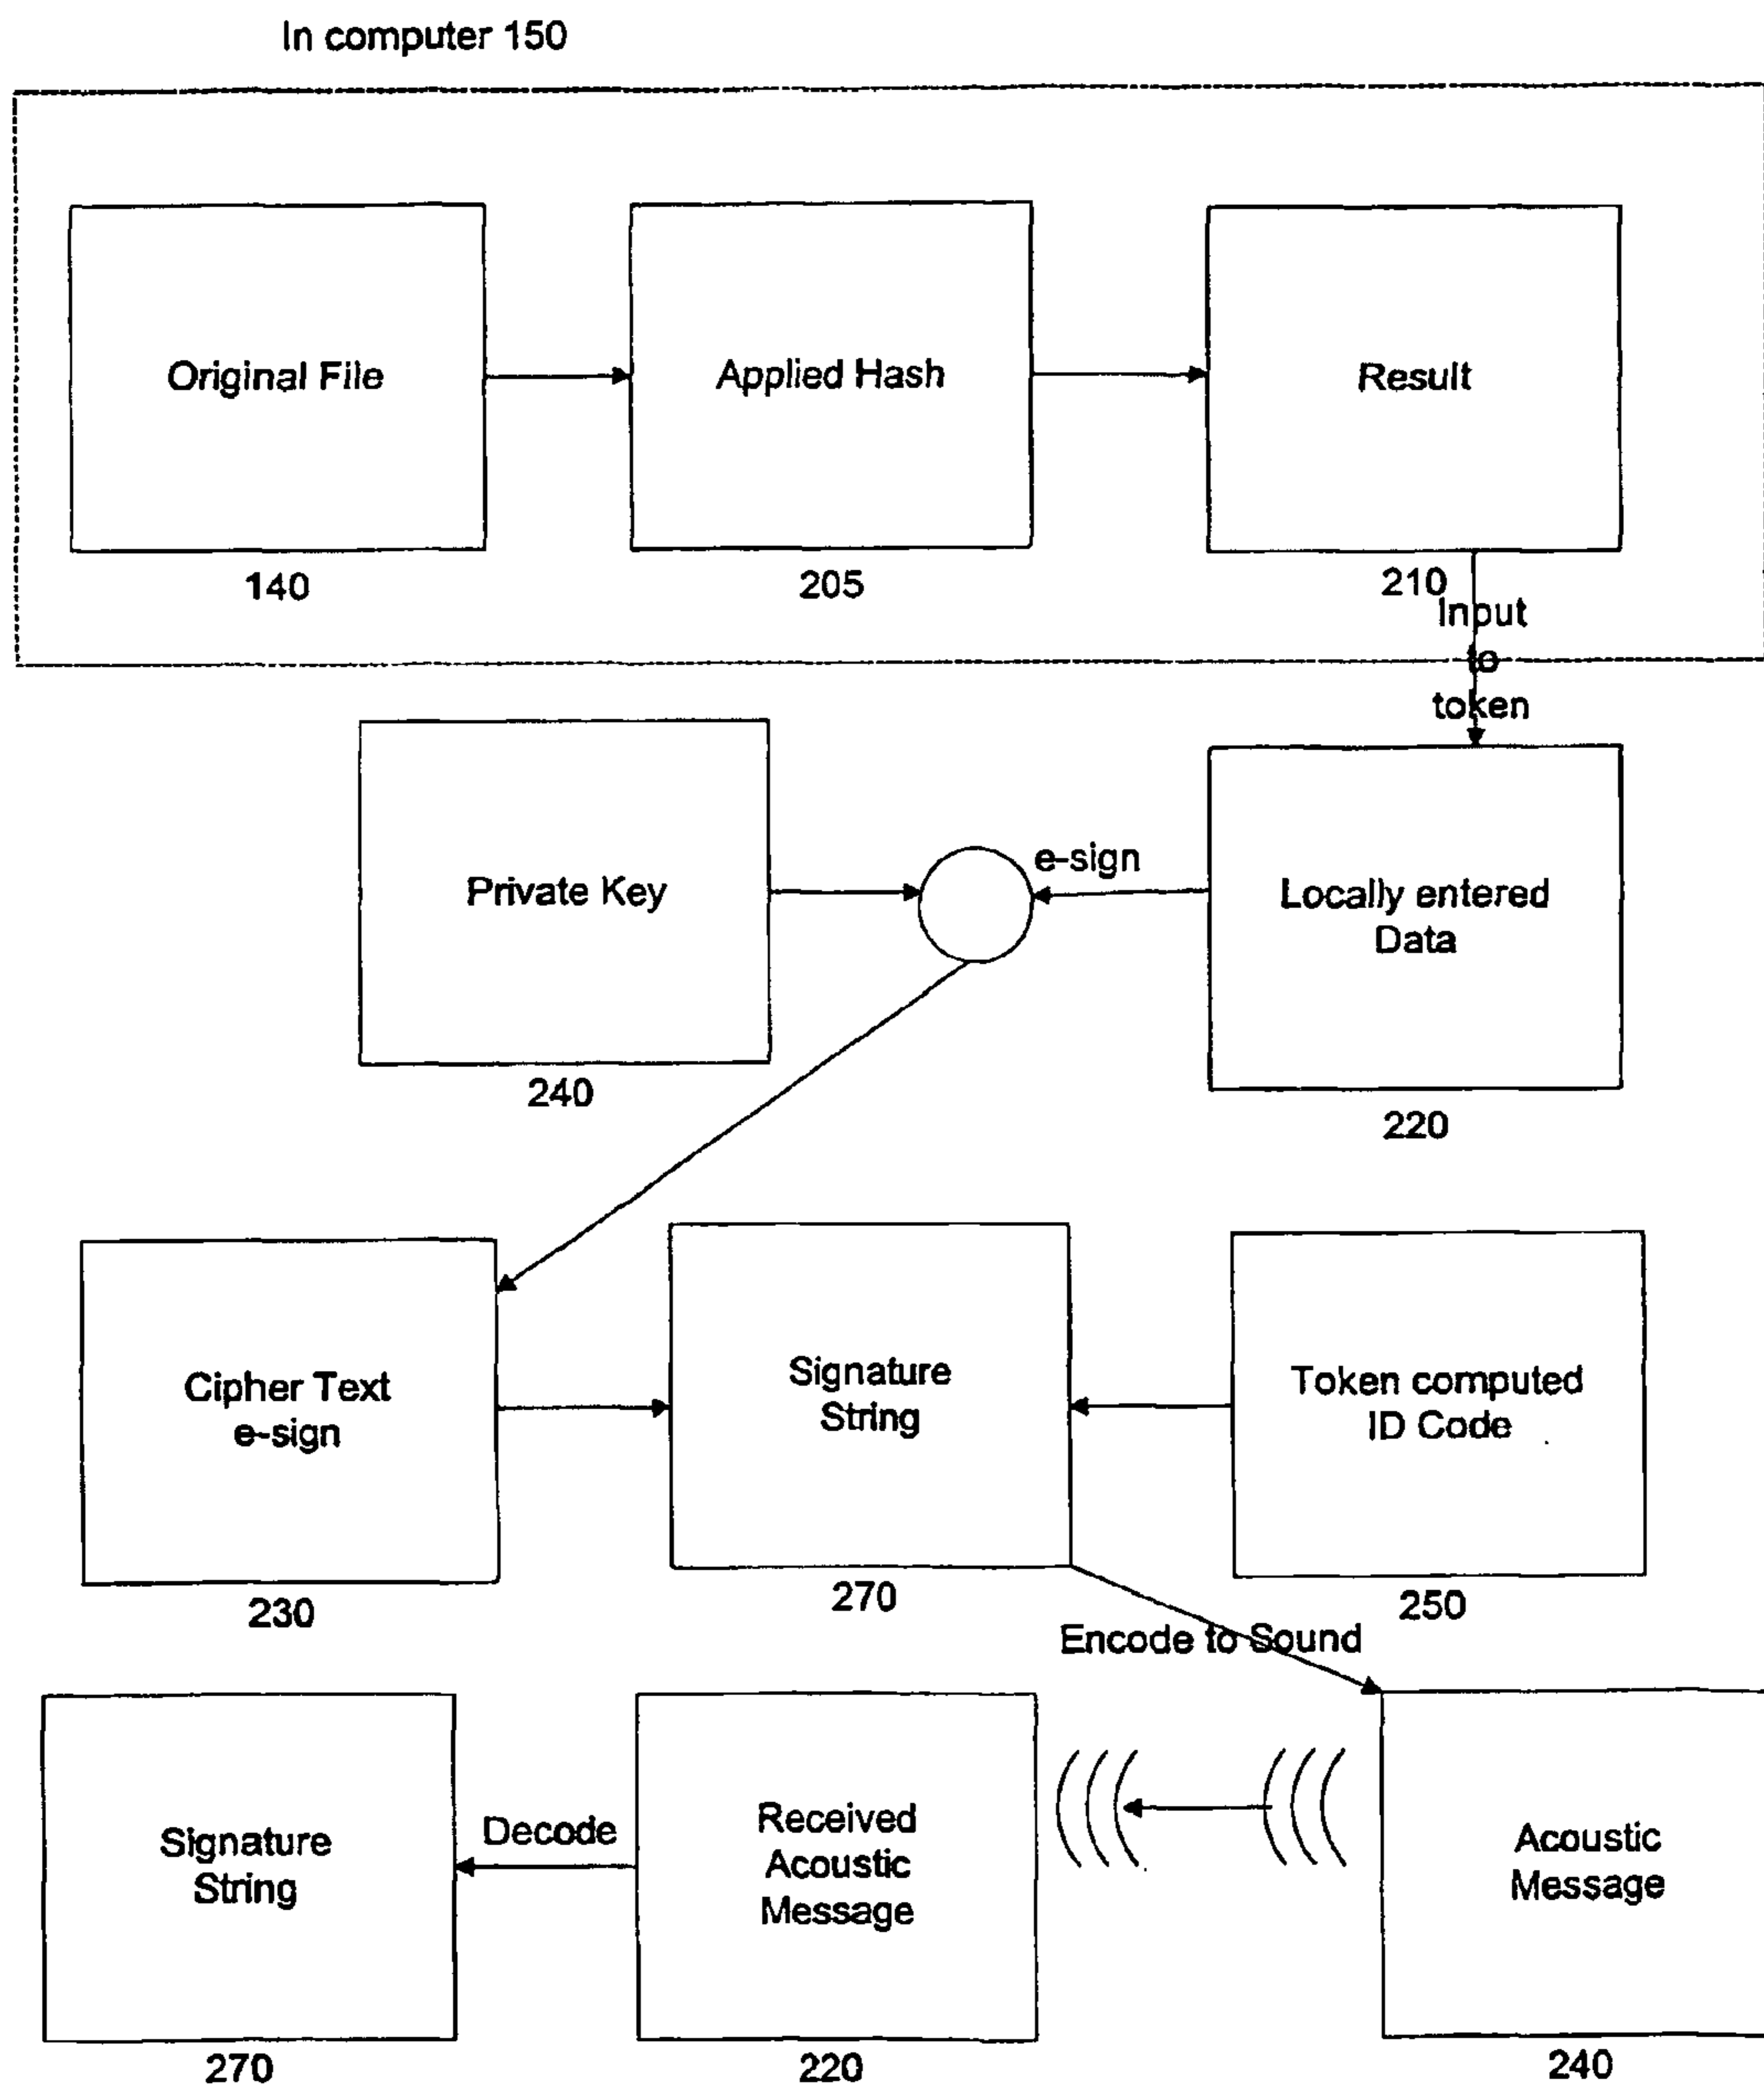 In computer 150
Original File
Applied Hash
Result
140
205
210
Input
to
token
Private Key
e-sign
Locally entered
Data
240
220
Cipher Text
e-sign
Signature
String
Token computed
ID Code
230
270
250
Encode to Sound
Signature
String
Decode
Received
Acoustic
Message
Acoustic
Message
270
220
240